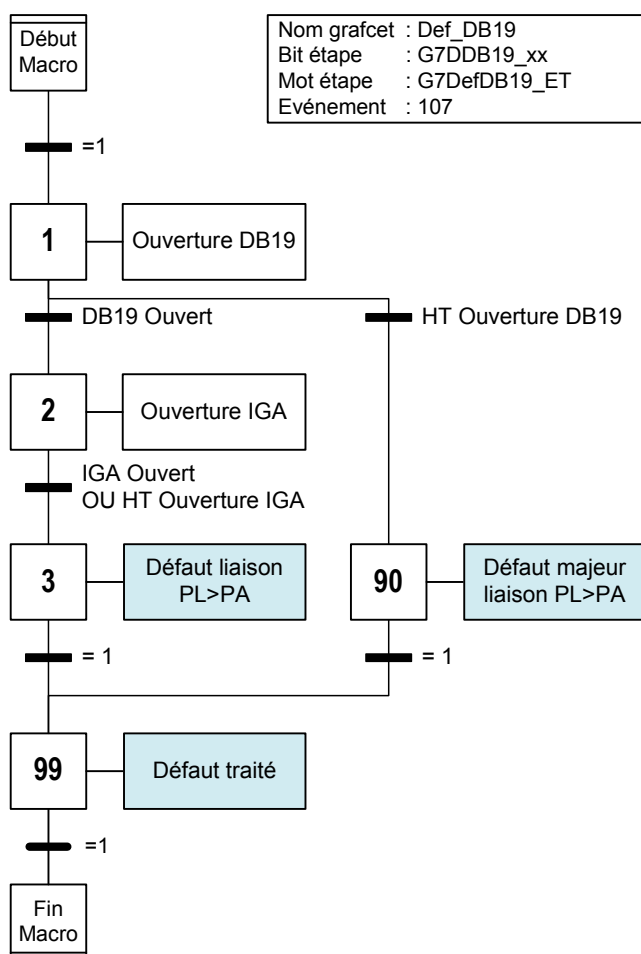 Début
Macro
Nom grafcet : Def_DB19
Bit étape : G7DDB19_xx
Mot étape : G7DefDB19_ET
Evénement : 107
=1
1
Ouverture DB19
DB19 Ouvert
HT Ouverture DB19
2
Ouverture IGA
IGA Ouvert
OU HT Ouverture IGA
3
Défaut liaison
PL>PA
90
Défaut majeur
liaison PL>PA
= 1
= 1
99
Défaut traité
=1
Fin
Macro